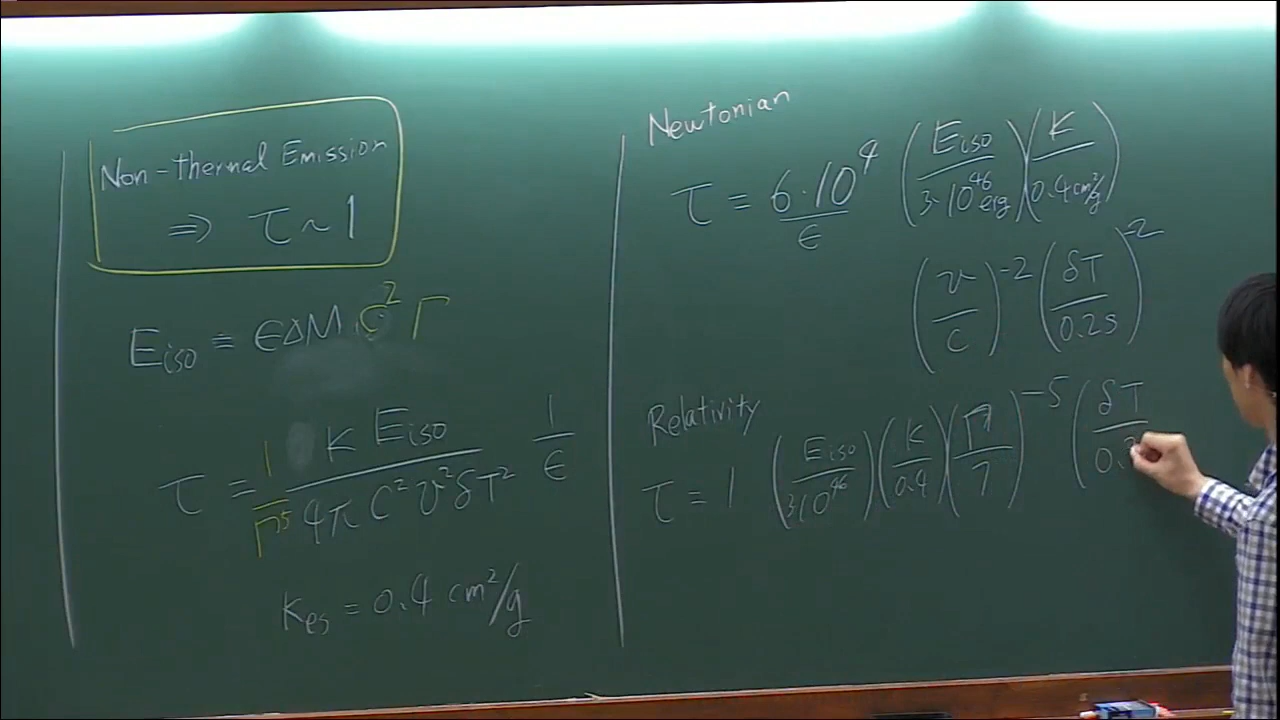 Non-thermal Emission
⇒ τ ~ 1
E_iso ≡ ε ΔM c² Γ
τ = 1/Γ⁵ κ E_iso / 4π c² v² δT² 1/ε
κ_es = 0.4 cm²/g
Newtonian
τ = 6·10⁴/ε (E_iso / 3·10⁴⁶ erg) (κ / 0.4 cm²/g)
(v/c)⁻² (δT / 0.2s)⁻²
Relativity
τ = 1 (E_iso / 3·10⁴⁶) (κ / 0.4) (Γ / 7)⁻⁵ (δT / 0.